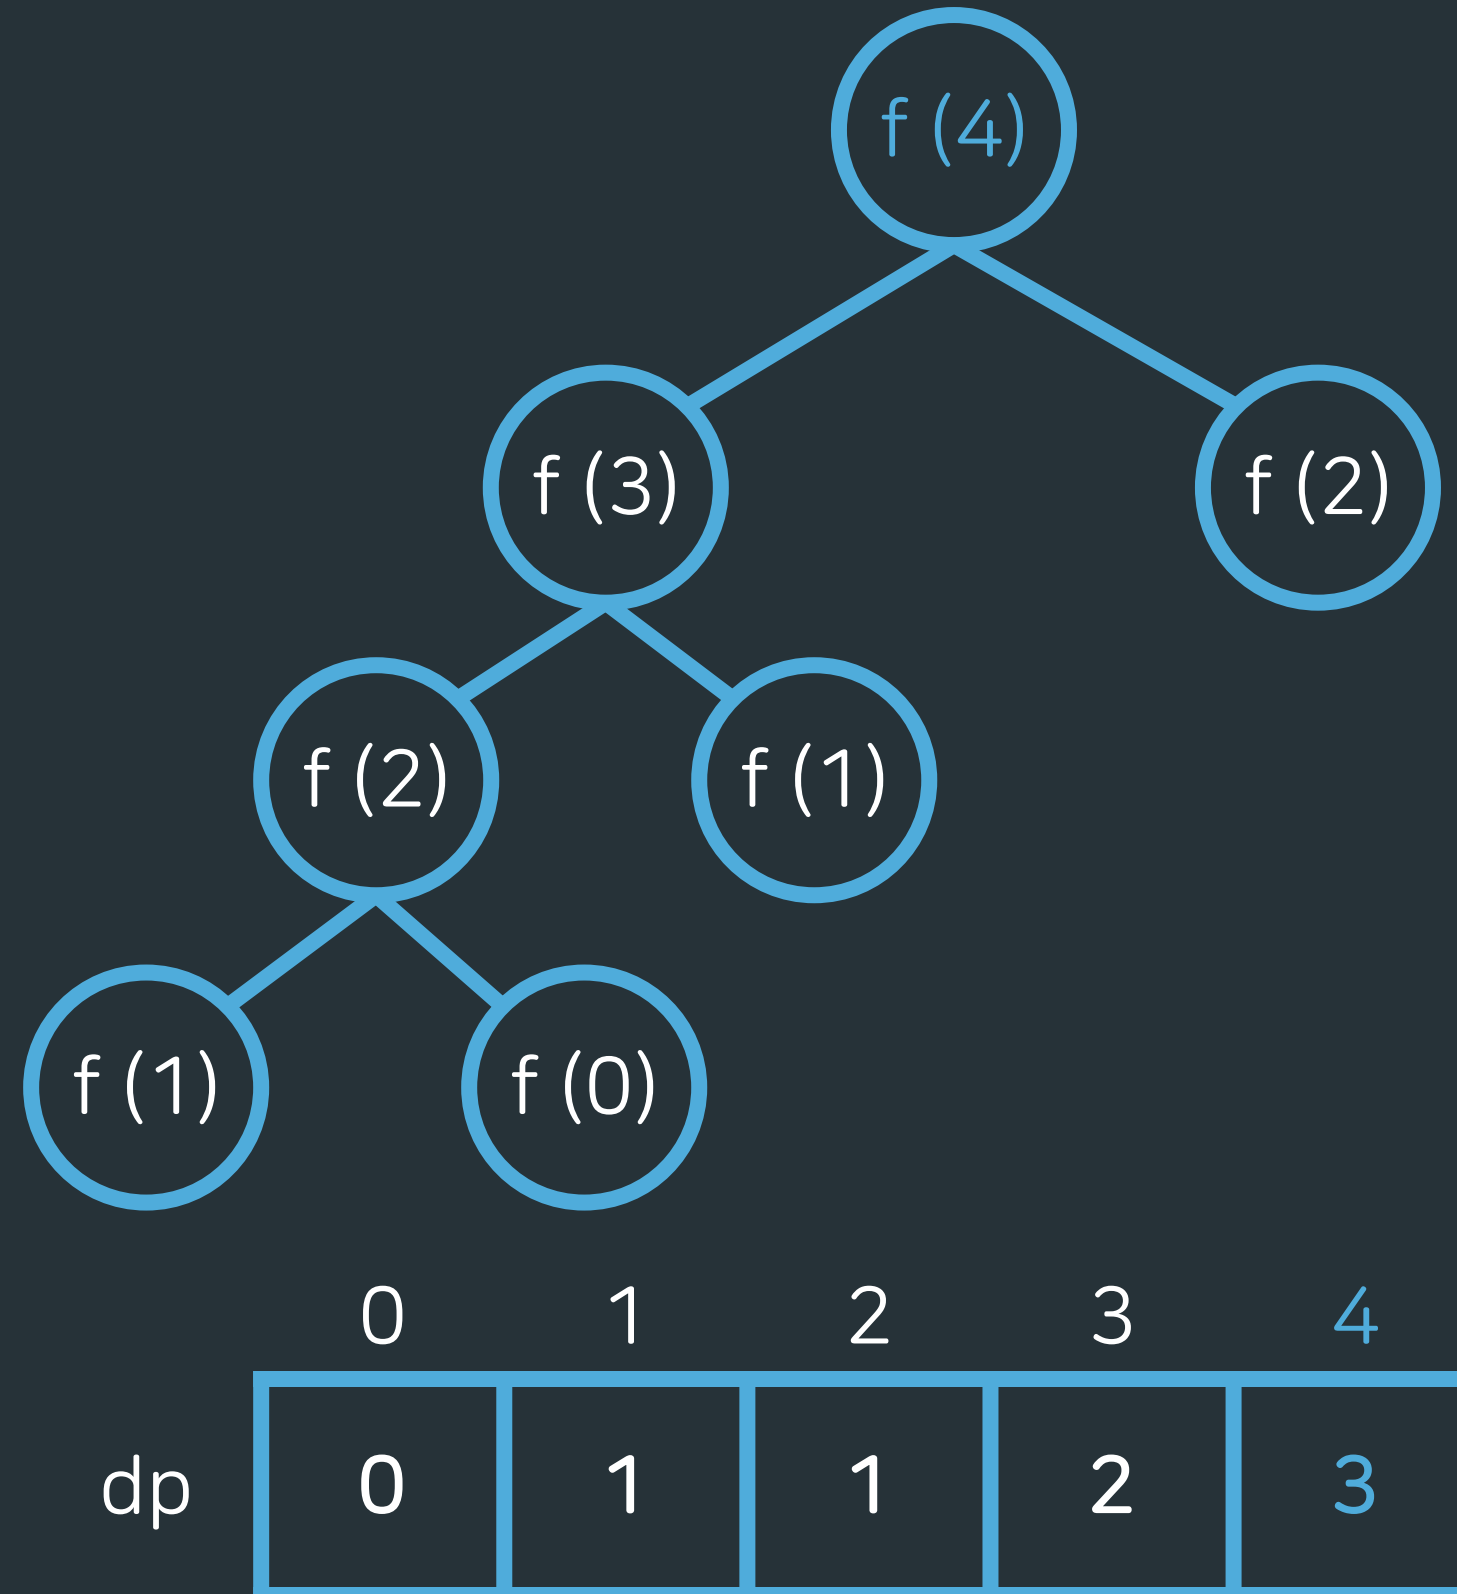 f (4)
f (3) f (2)
f (2) f (1)
f (1) f (0)
0 1 2 3 4
dp 0 1 1 2 3